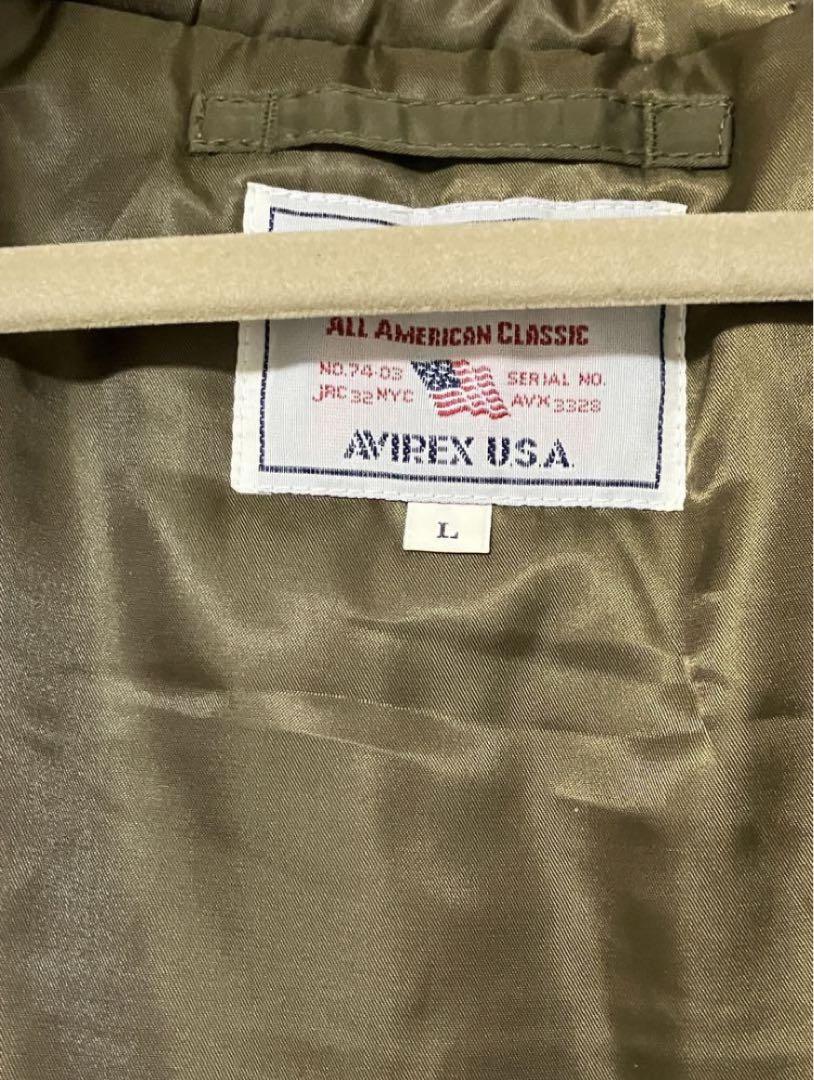 ALL AMERICAN CLASSIC
NO.74-03
JRC 32 NYC
SERIAL NO.
AVX 3328
AVIREX U.S.A.
L